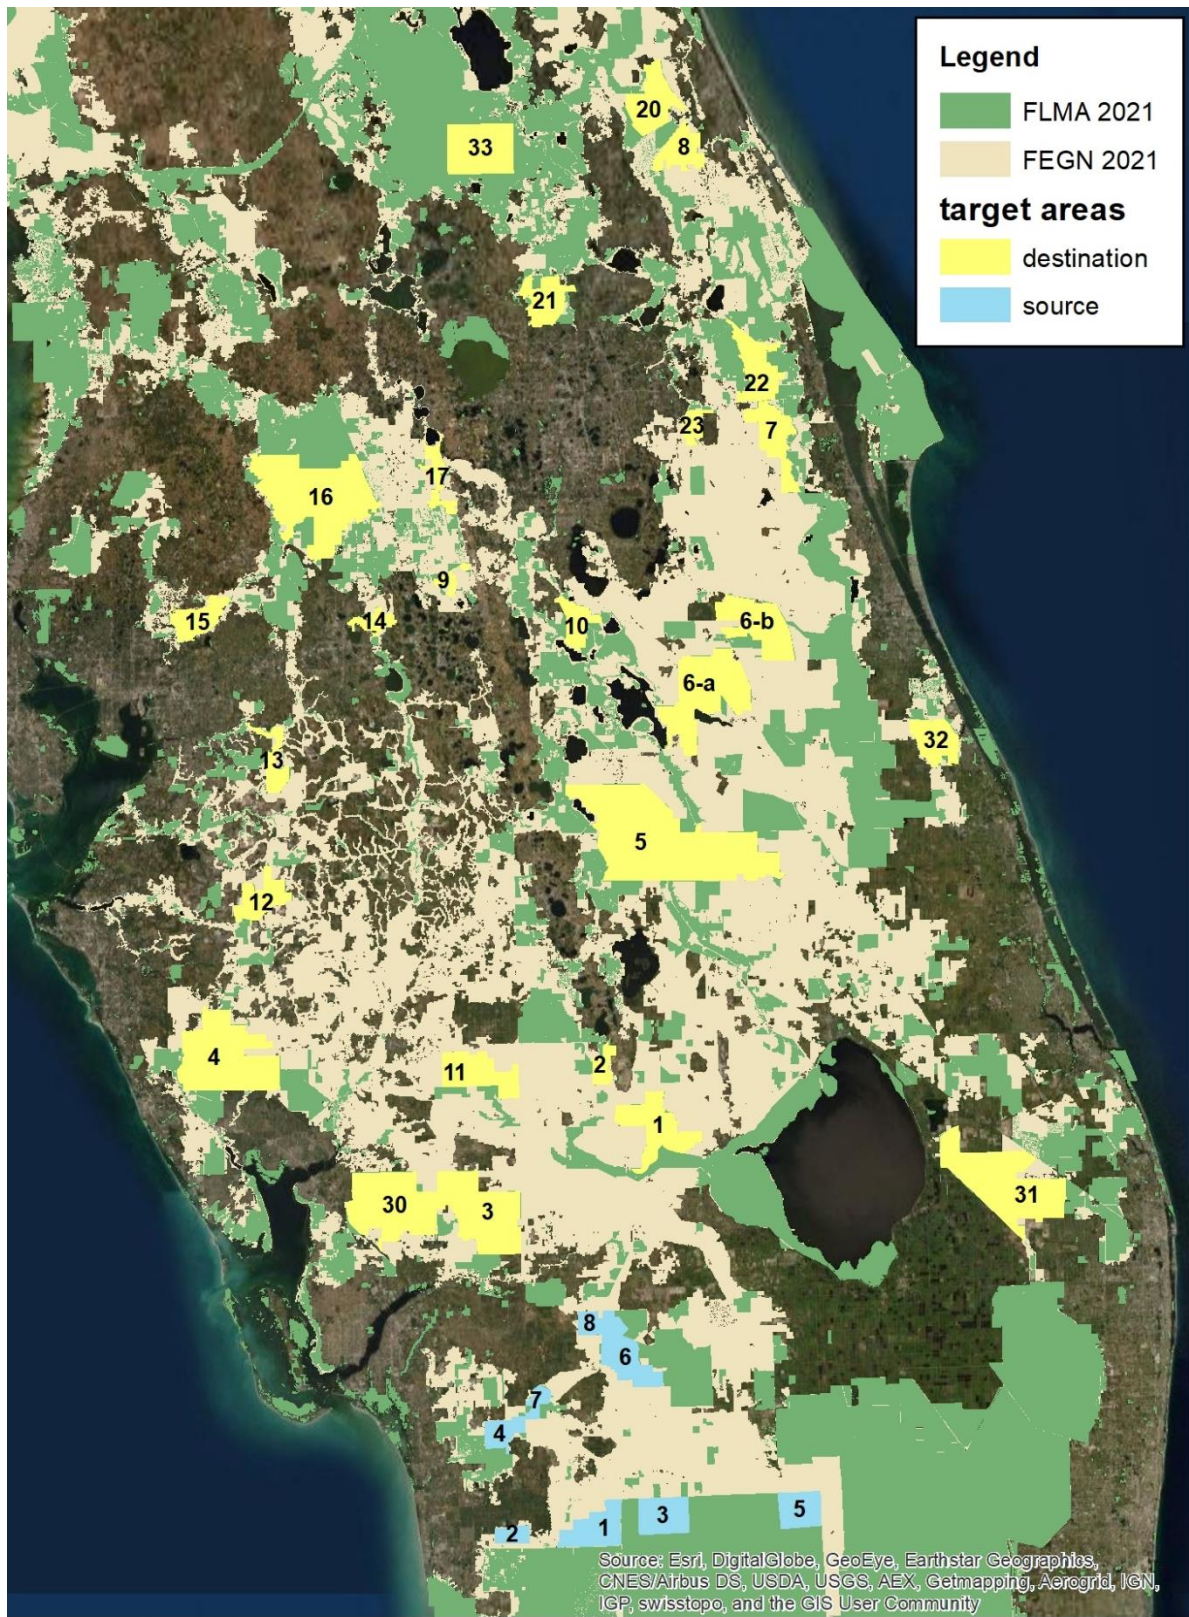 Legend
FLMA 2021
FEGN 2021
target areas
destination
source
20
33
8
21
22
23
7
17
16
9
15
14
10
6-b
6-a
13
32
5
12
4
11
2
1
30
3
31
8
6
7
4
5
3
1
2
Source: Esri, DigitalGlobe, GeoEye, Earthstar Geographics,
CNES/Airbus DS, USDA, USGS, AEX, Getmapping, Aerogrid, IGN,
IGP, swisstopo, and the GIS User Community